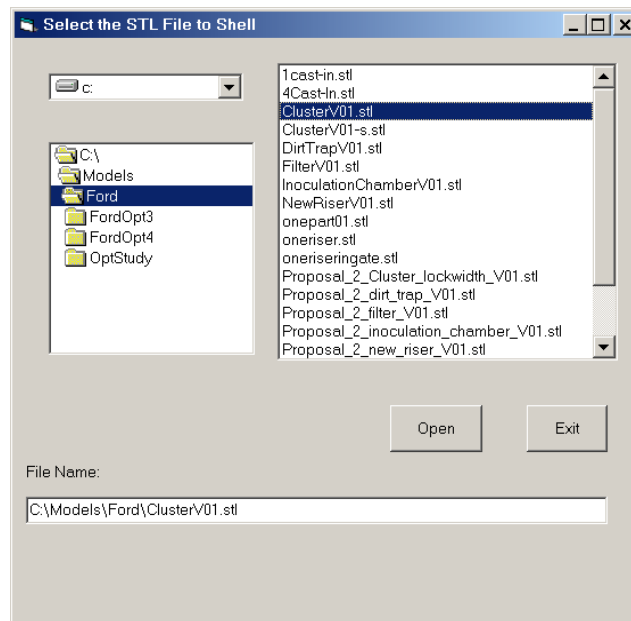 Select the STL File to Shell
c:
C:\
Models
Ford
FordOpt3
FordOpt4
OptStudy
1cast-in.stl
4Cast-In.stl
ClusterV01.stl
ClusterV01-s.stl
DirtTrapV01.stl
FilterV01.stl
InoculationChamberV01.stl
NewRiserV01.stl
onepart01.stl
oneriser.stl
oneriseringate.stl
Proposal_2_Cluster_lockwidth_V01.stl
Proposal_2_dirt_trap_V01.stl
Proposal_2_filter_V01.stl
Proposal_2_inoculation_chamber_V01.stl
Proposal_2_new_riser_V01.stl
Open
Exit
File Name:
C:\Models\Ford\ClusterV01.stl